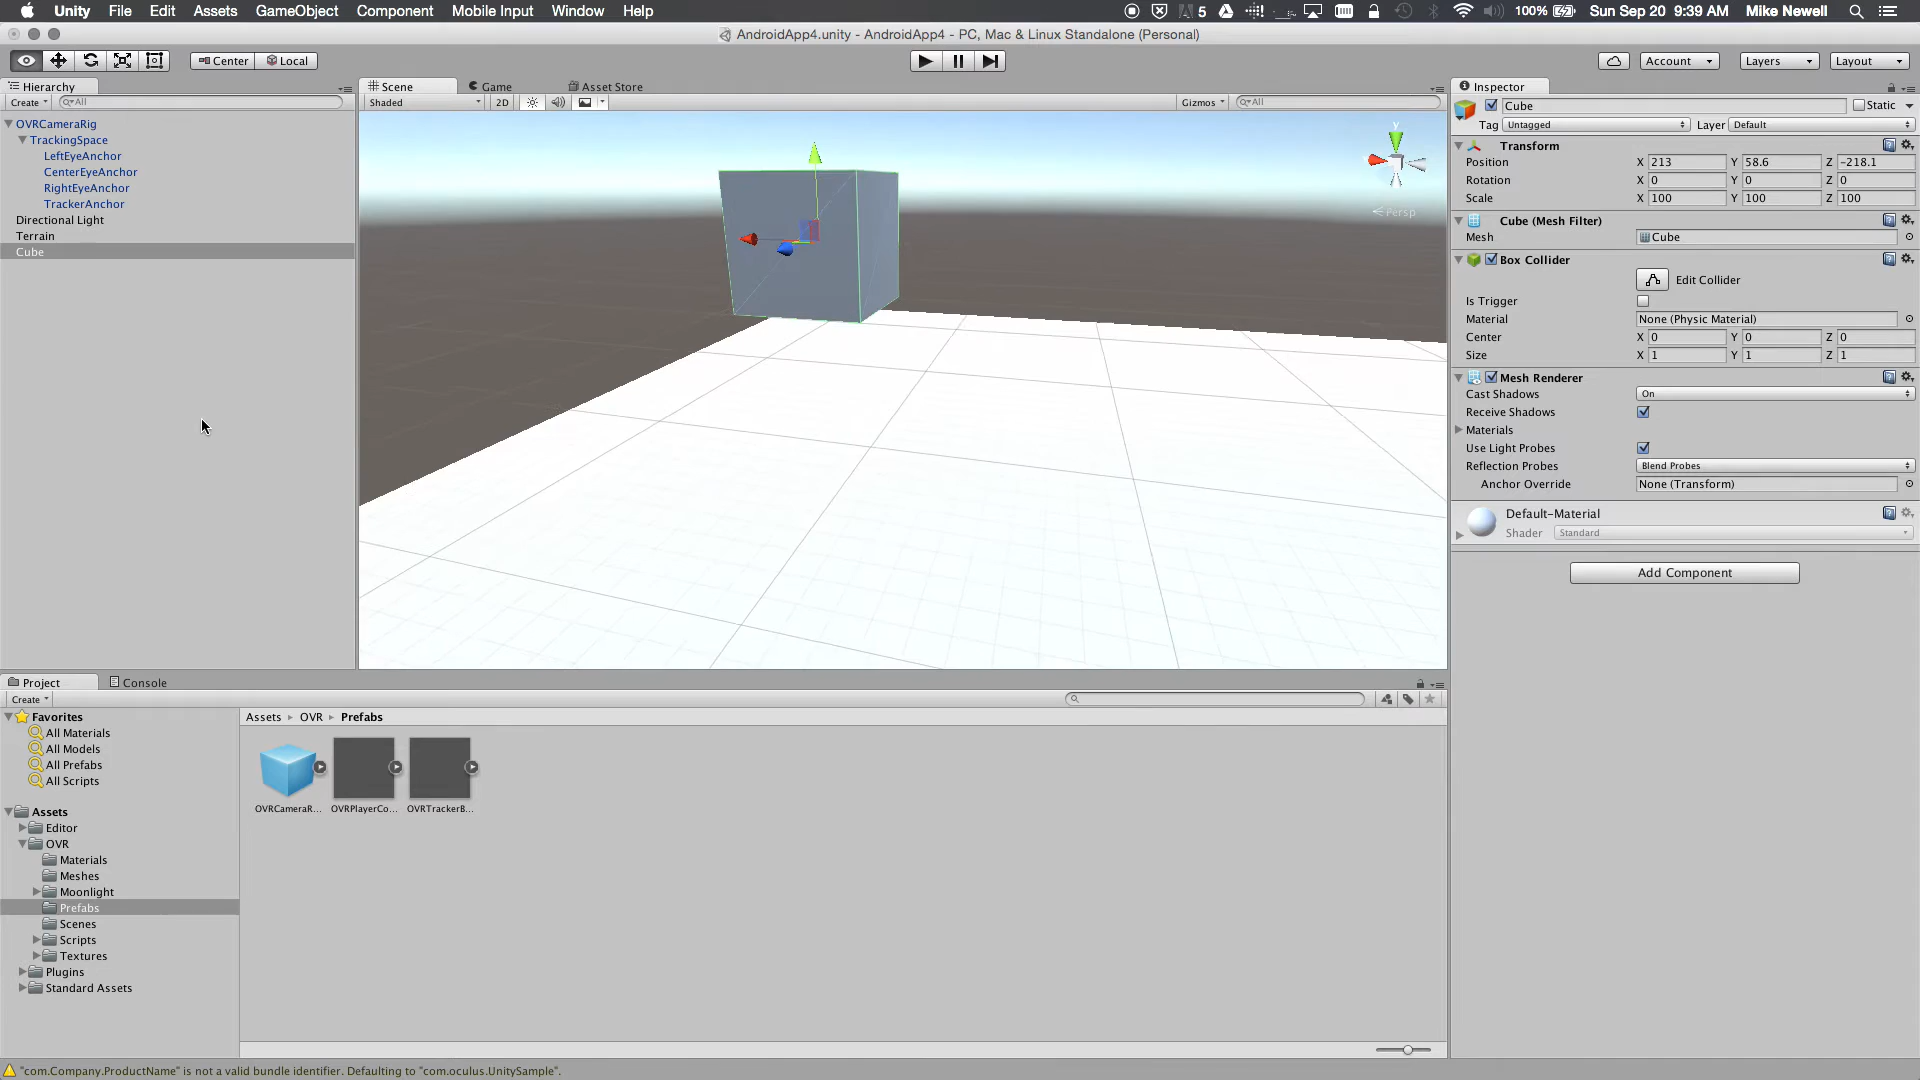 Unity File Edit Assets GameObject Component Mobile Input Window Help 5 100% Sun Sep 20 9:39 AM Mike Newell
AndroidApp4.unity - AndroidApp4 - PC, Mac & Linux Standalone (Personal)
Center Local Account Layers Layout
Hierarchy
Create All
OVRCameraRig
TrackingSpace
LeftEyeAnchor
CenterEyeAnchor
RightEyeAnchor
TrackerAnchor
Directional Light
Terrain
Cube
Scene Game Asset Store
Shaded 2D Gizmos All
y
Persp
Inspector
Cube Static
Tag Untagged Layer Default
Transform
Position X 213 Y 58.6 Z -218.1
Rotation X 0 Y 0 Z 0
Scale X 100 Y 100 Z 100
Cube (Mesh Filter)
Mesh Cube
Box Collider
Edit Collider
Is Trigger
Material None (Physic Material)
Center X 0 Y 0 Z 0
Size X 1 Y 1 Z 1
Mesh Renderer
Cast Shadows On
Receive Shadows
Materials
Use Light Probes
Reflection Probes Blend Probes
Anchor Override None (Transform)
Default-Material
Shader Standard
Add Component
Project Console
Create
Favorites
All Materials
All Models
All Prefabs
All Scripts
Assets
Editor
OVR
Materials
Meshes
Moonlight
Prefabs
Scenes
Scripts
Textures
Plugins
Standard Assets
Assets OVR Prefabs
OVRCameraR... OVRPlayerCo... OVRTrackerB...
"com.Company.ProductName" is not a valid bundle identifier. Defaulting to "com.oculus.UnitySample".